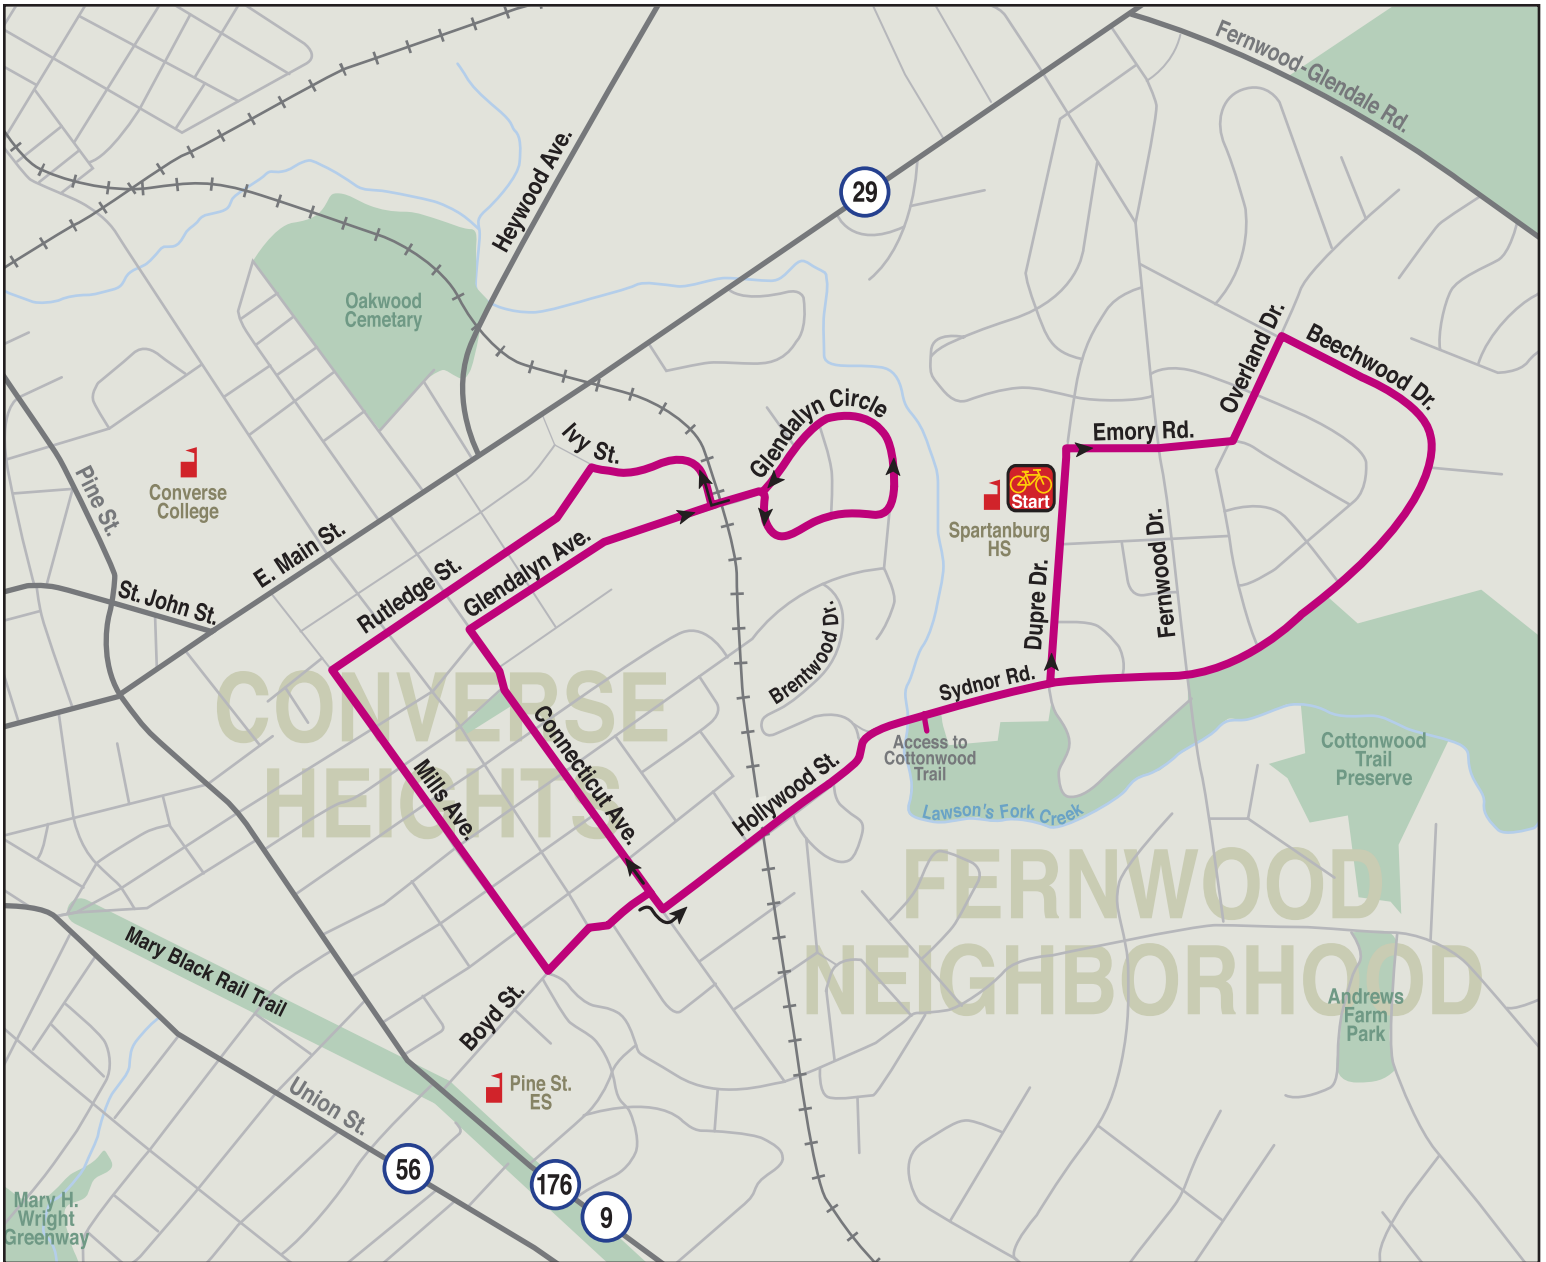 Fernwood-Glendale Rd.
Heywood Ave.
29
Oakwood
Cemetary
Overland Dr.
Beechwood Dr.
Glendalyn Circle
Ivy St.
Emory Rd.
Converse
College
Pine St.
Start
Spartanburg
HS
E. Main St.
Glendalyn Ave.
Rutledge St.
St. John St.
Fernwood Dr.
Dupre Dr.
Brentwood Dr.
Sydnor Rd.
CONVERSE
HEIGHTS
Connecticut Ave.
Mills Ave.
Hollywood St.
Access to
Cottonwood
Trail
Cottonwood
Trail
Preserve
Lawson's Fork Creek
FERNWOOD
NEIGHBORHOOD
Mary Black Rail Trail
Andrews
Farm
Park
Boyd St.
Pine St.
ES
Union St.
56
176
9
Mary H.
Wright
Greenway